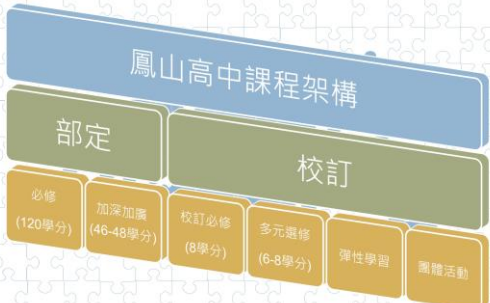 鳳山高中課程架構
部定
校訂
必修
(120學分)
加深加廣
(46-48學分)
校訂必修
(8學分)
多元選修
(6-8學分)
彈性學習
團體活動